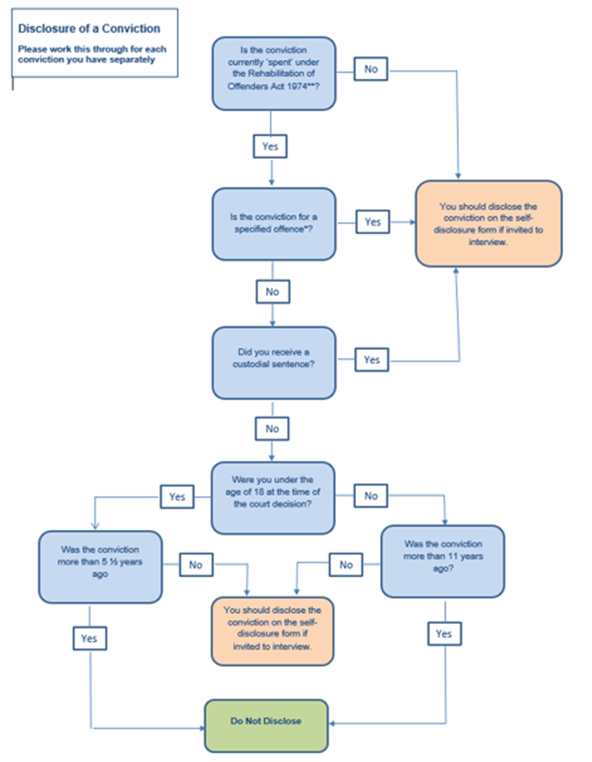 Disclosure of a Conviction
Please work this through for each
conviction you have separately
Is the conviction
currently 'spent' under
the Rehabilitation of
Offenders Act 1974**?
No
Yes
Is the conviction for a
specified offence*?
Yes
You should disclose the
conviction on the self-
disclosure form if invited to
interview.
No
Did you receive a
custodial sentence?
Yes
No
Were you under the
age of 18 at the time of
the court decision?
Yes
No
Was the conviction
more than 5 ½ years
ago
No
No
Was the conviction
more than 11 years
ago?
You should disclose the
conviction on the self-
disclosure form if
invited to interview.
Yes
Yes
Do Not Disclose